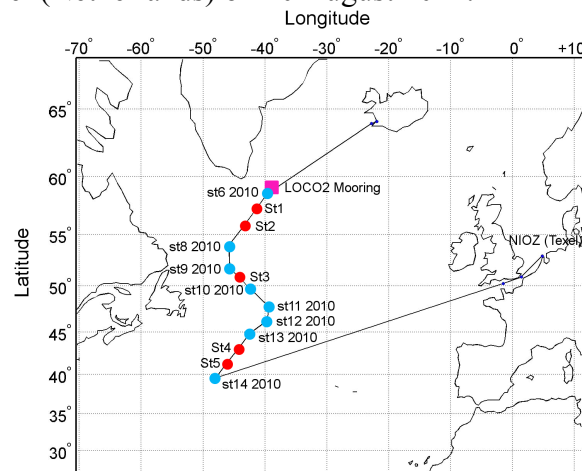 Longitude
-70° -60° -50° -40° -30° -20° -10° 0° +10
65°
60°
st6 2010 LOCO2 Mooring
St1
St2
55°
st8 2010
NIOZ (Texel
st9 2010
St3
50°
st10 2010
st11 2010
st12 2010
45°
st13 2010
St4
St5
40°
st14 2010
35°
30°
Latitude